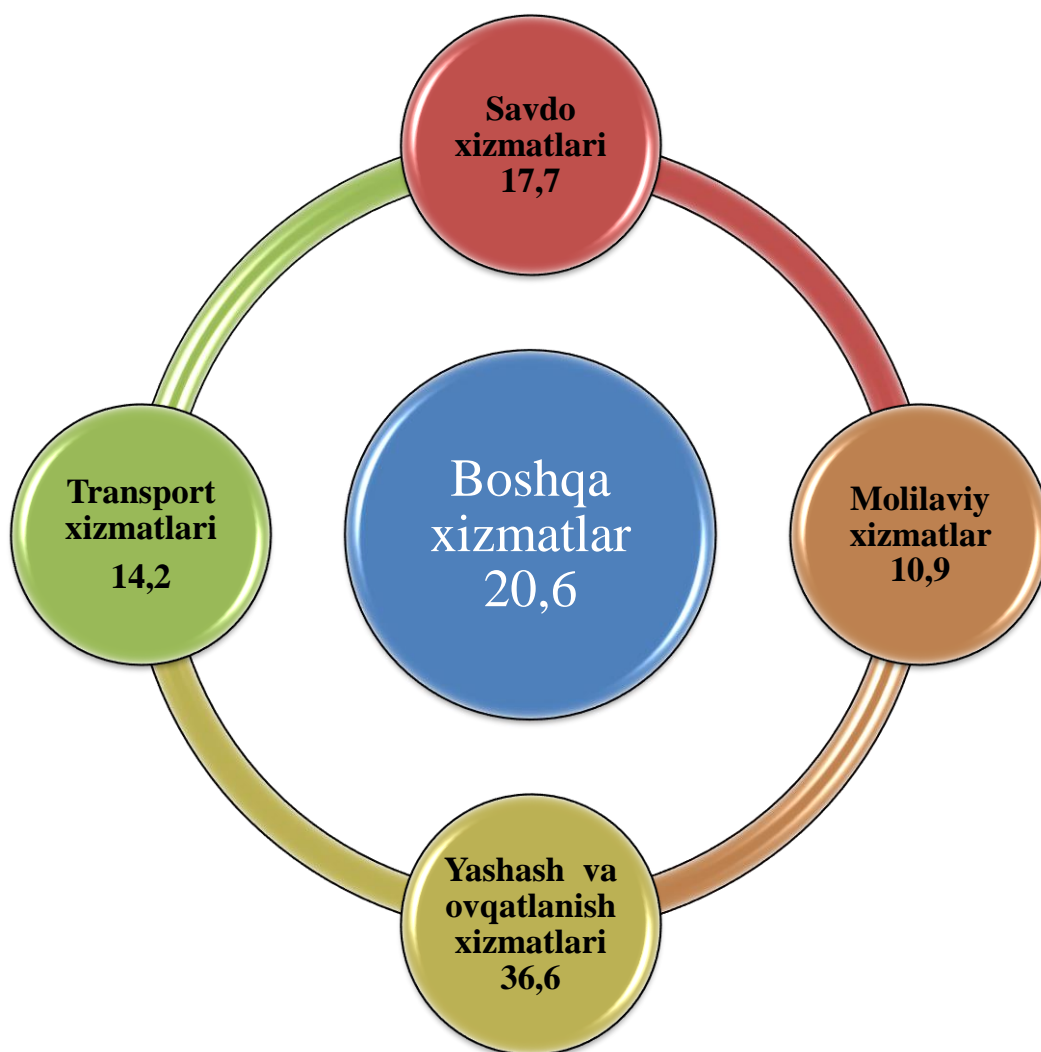 Savdo
xizmatlari
17,7
Boshqa
xizmatlar
20,6
Transport
xizmatlari
14,2
Molilaviy
xizmatlar
10,9
Yashash va
ovqatlanish
xizmatlari
36,6